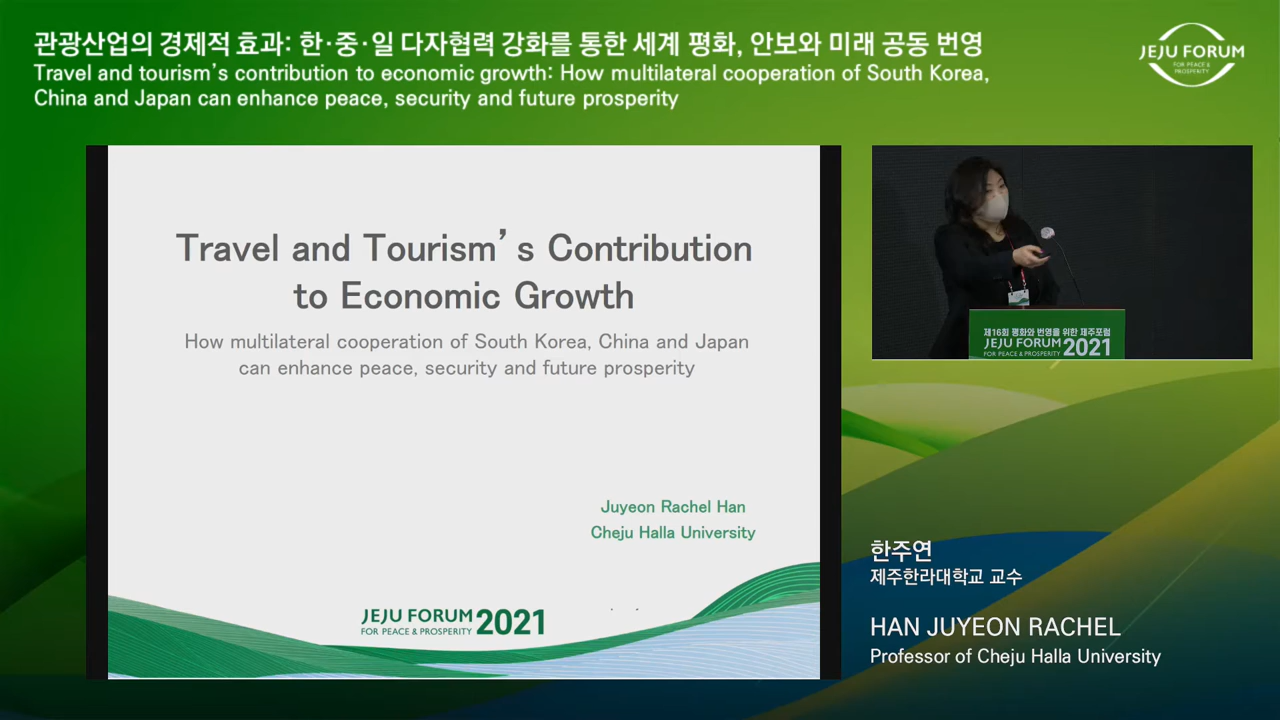 관광산업의 경제적 효과: 한·중·일 다자협력 강화를 통한 세계 평화, 안보와 미래 공동 번영
Travel and tourism's contribution to economic growth: How multilateral cooperation of South Korea,
China and Japan can enhance peace, security and future prosperity
JEJU FORUM
FOR PEACE &
PROSPERITY
Travel and Tourism's Contribution
to Economic Growth
How multilateral cooperation of South Korea, China and Japan
can enhance peace, security and future prosperity
Juyeon Rachel Han
Cheju Halla University
JEJU FORUM 2021
FOR PEACE & PROSPERITY
제16회 평화와 번영을 위한 제주포럼
JEJU FORUM 2021
FOR PEACE & PROSPERITY
한주연
제주한라대학교 교수
HAN JUYEON RACHEL
Professor of Cheju Halla University